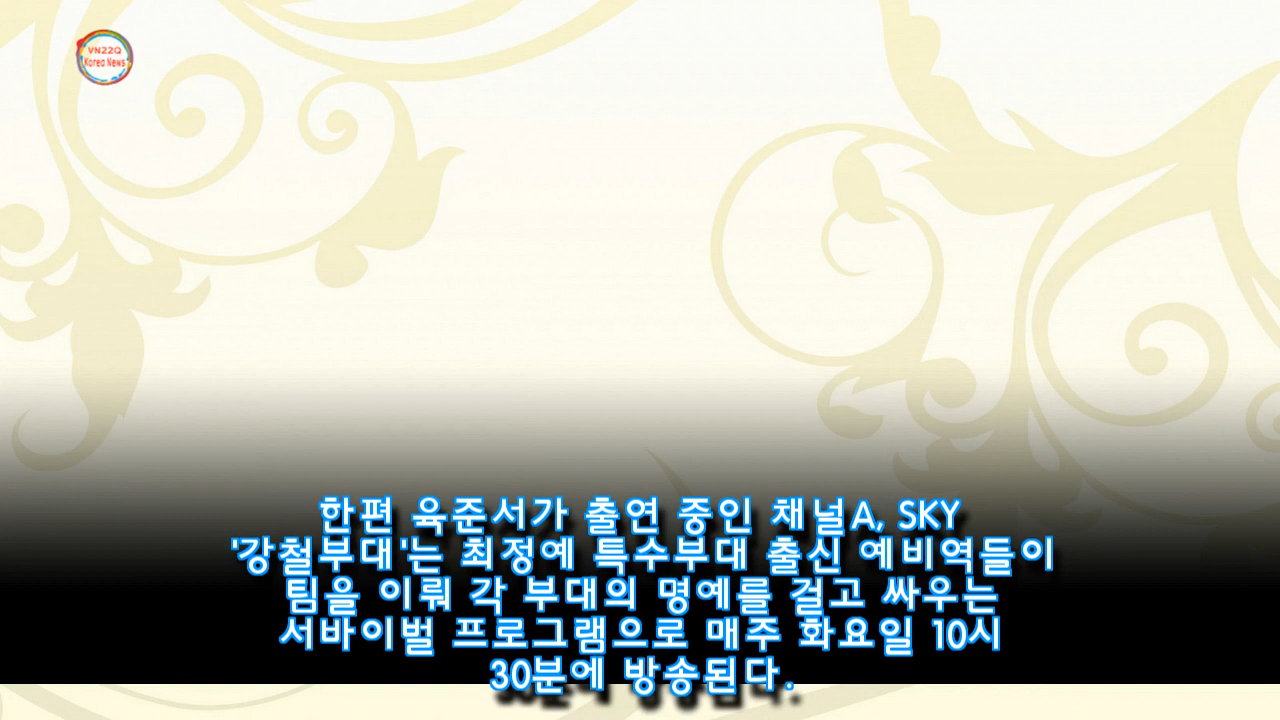 VN22Q
Korea News
한편 육준서가 출연 중인 채널A, SKY
'강철부대'는 최정예 특수부대 출신 예비역들이
팀을 이뤄 각 부대의 명예를 걸고 싸우는
서바이벌 프로그램으로 매주 화요일 10시
30분에 방송된다.